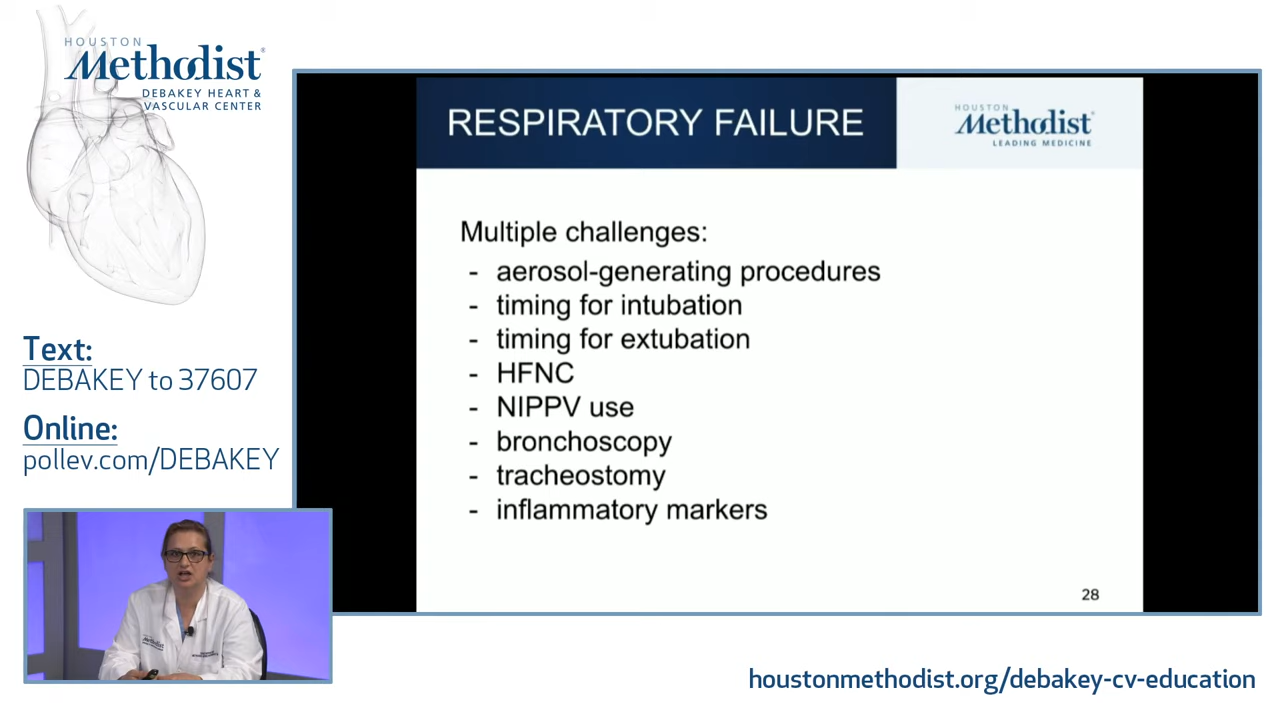 HOUSTON
Methodist®
DEBAKEY HEART &
VASCULAR CENTER
Text:
DEBAKEY to 37607
Online:
pollev.com/DEBAKEY
RESPIRATORY FAILURE
HOUSTON
Methodist®
LEADING MEDICINE
Multiple challenges:
- aerosol-generating procedures
- timing for intubation
- timing for extubation
- HFNC
- NIPPV use
- bronchoscopy
- tracheostomy
- inflammatory markers
28
Methodist
houstonmethodist.org/debakey-cv-education